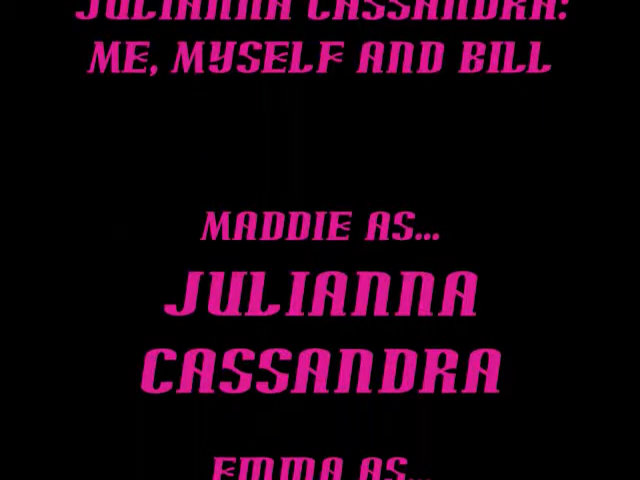 JULIANNA CASSANDRA:
ME, MYSELF AND BILL
MADDIE AS...
JULIANNA
CASSANDRA
EMMA AS...